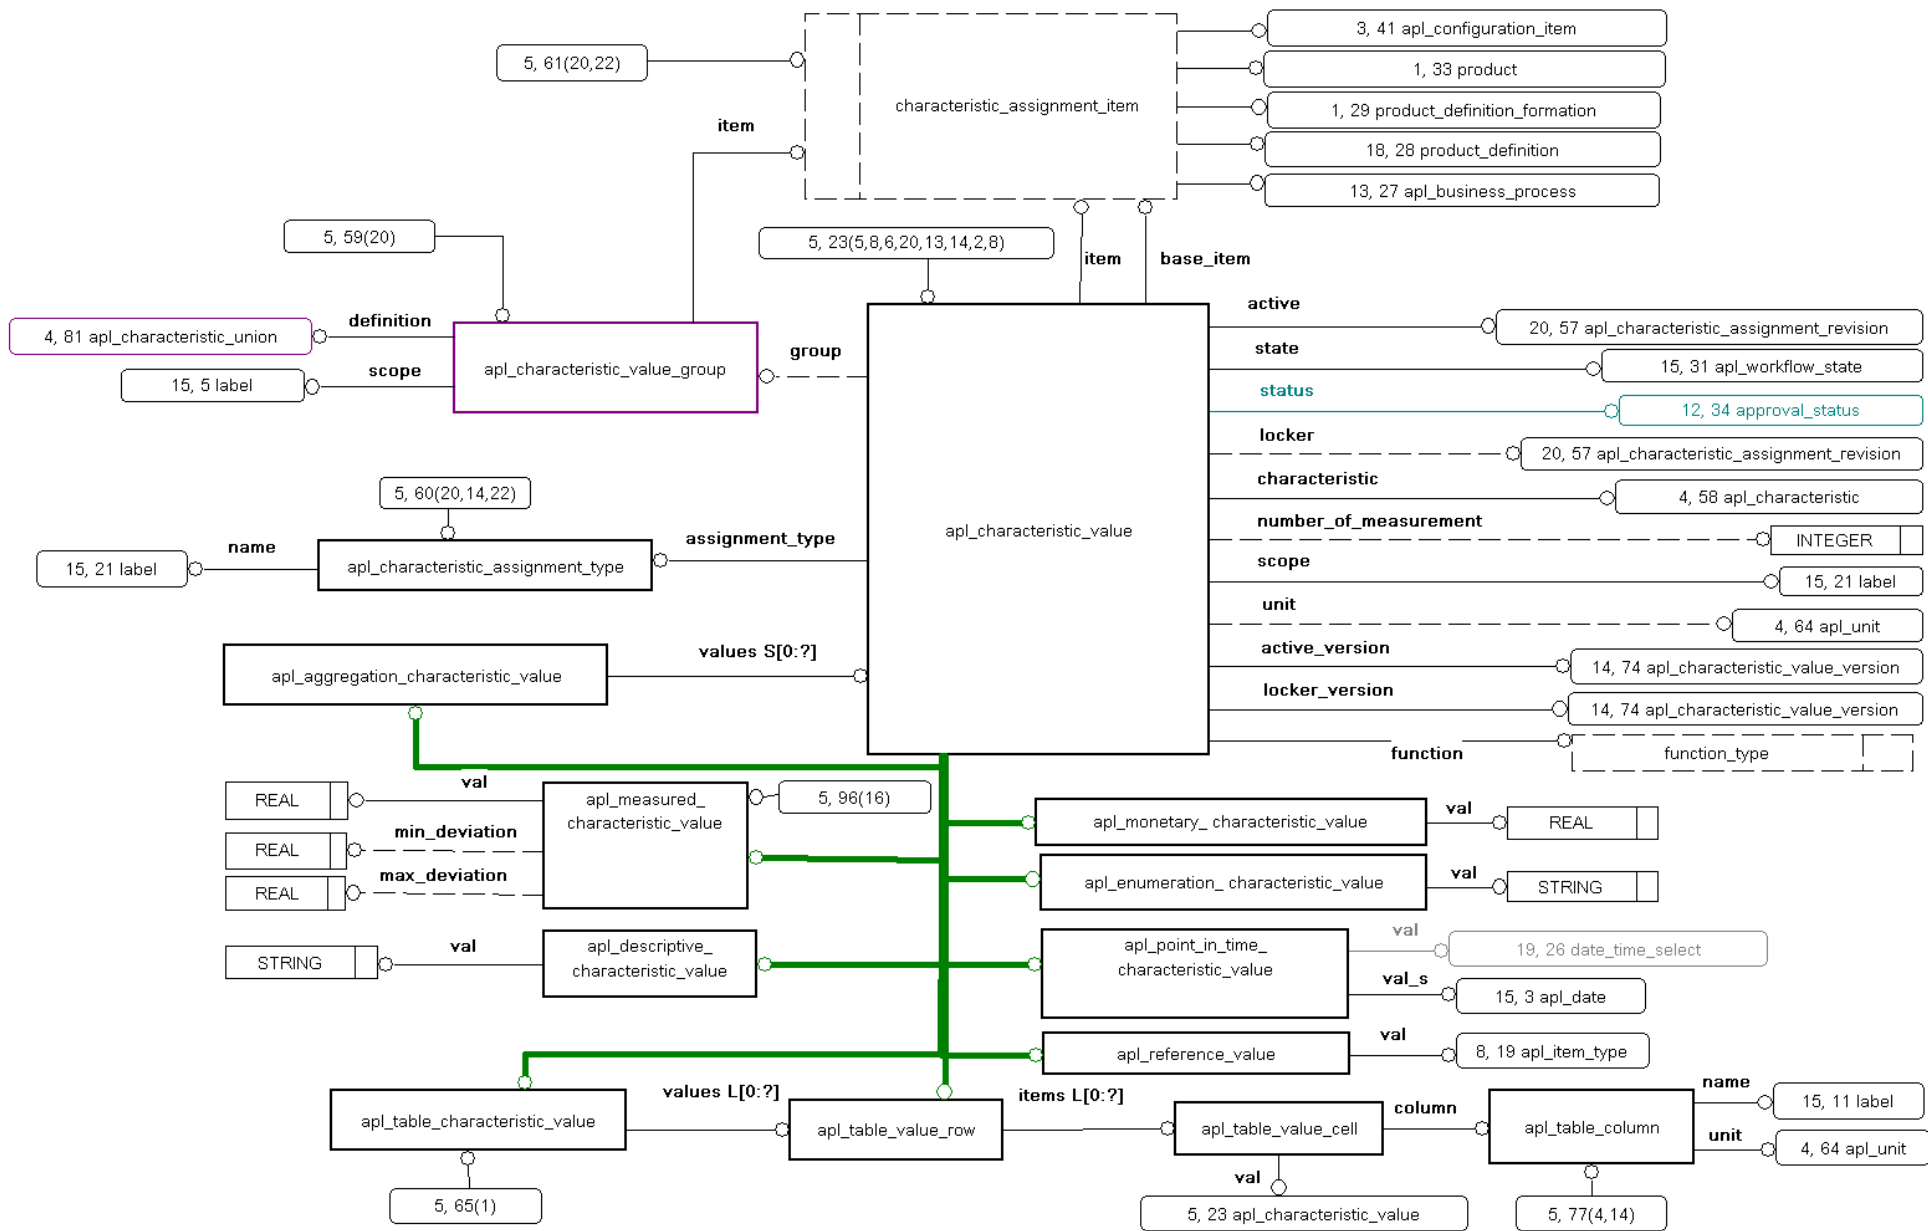 3, 41 apl_configuration_item
5, 61(20,22)
1, 33 product
characteristic_assignment_item
1, 29 product_definition_formation
item
18, 28 product_definition
13, 27 apl_business_process
5, 59(20)
5, 23(5,8,6,20,13,14,2,8)
item
base_item
active
definition
20, 57 apl_characteristic_assignment_revision
4, 81 apl_characteristic_union
group
state
scope
apl_characteristic_value_group
15, 31 apl_workflow_state
15, 5 label
status
12, 34 approval_status
locker
20, 57 apl_characteristic_assignment_revision
characteristic
5, 60(20,14,22)
4, 58 apl_characteristic
number_of_measurement
apl_characteristic_value
name
assignment_type
INTEGER
15, 21 label
apl_characteristic_assignment_type
scope
15, 21 label
unit
4, 64 apl_unit
values S[0:?]
active_version
apl_aggregation_characteristic_value
14, 74 apl_characteristic_value_version
locker_version
14, 74 apl_characteristic_value_version
function
function_type
val
apl_measured_
characteristic_value
5, 96(16)
REAL
min_deviation
REAL
max_deviation
REAL
apl_monetary_ characteristic_value
val
REAL
apl_enumeration_ characteristic_value
val
STRING
val
apl_descriptive_
characteristic_value
STRING
apl_point_in_time_
characteristic_value
val
19, 26 date_time_select
val_s
15, 3 apl_date
apl_reference_value
val
8, 19 apl_item_type
values L[0:?]
items L[0:?]
name
apl_table_characteristic_value
apl_table_value_row
apl_table_value_cell
column
apl_table_column
15, 11 label
unit
4, 64 apl_unit
val
5, 65(1)
5, 23 apl_characteristic_value
5, 77(4,14)